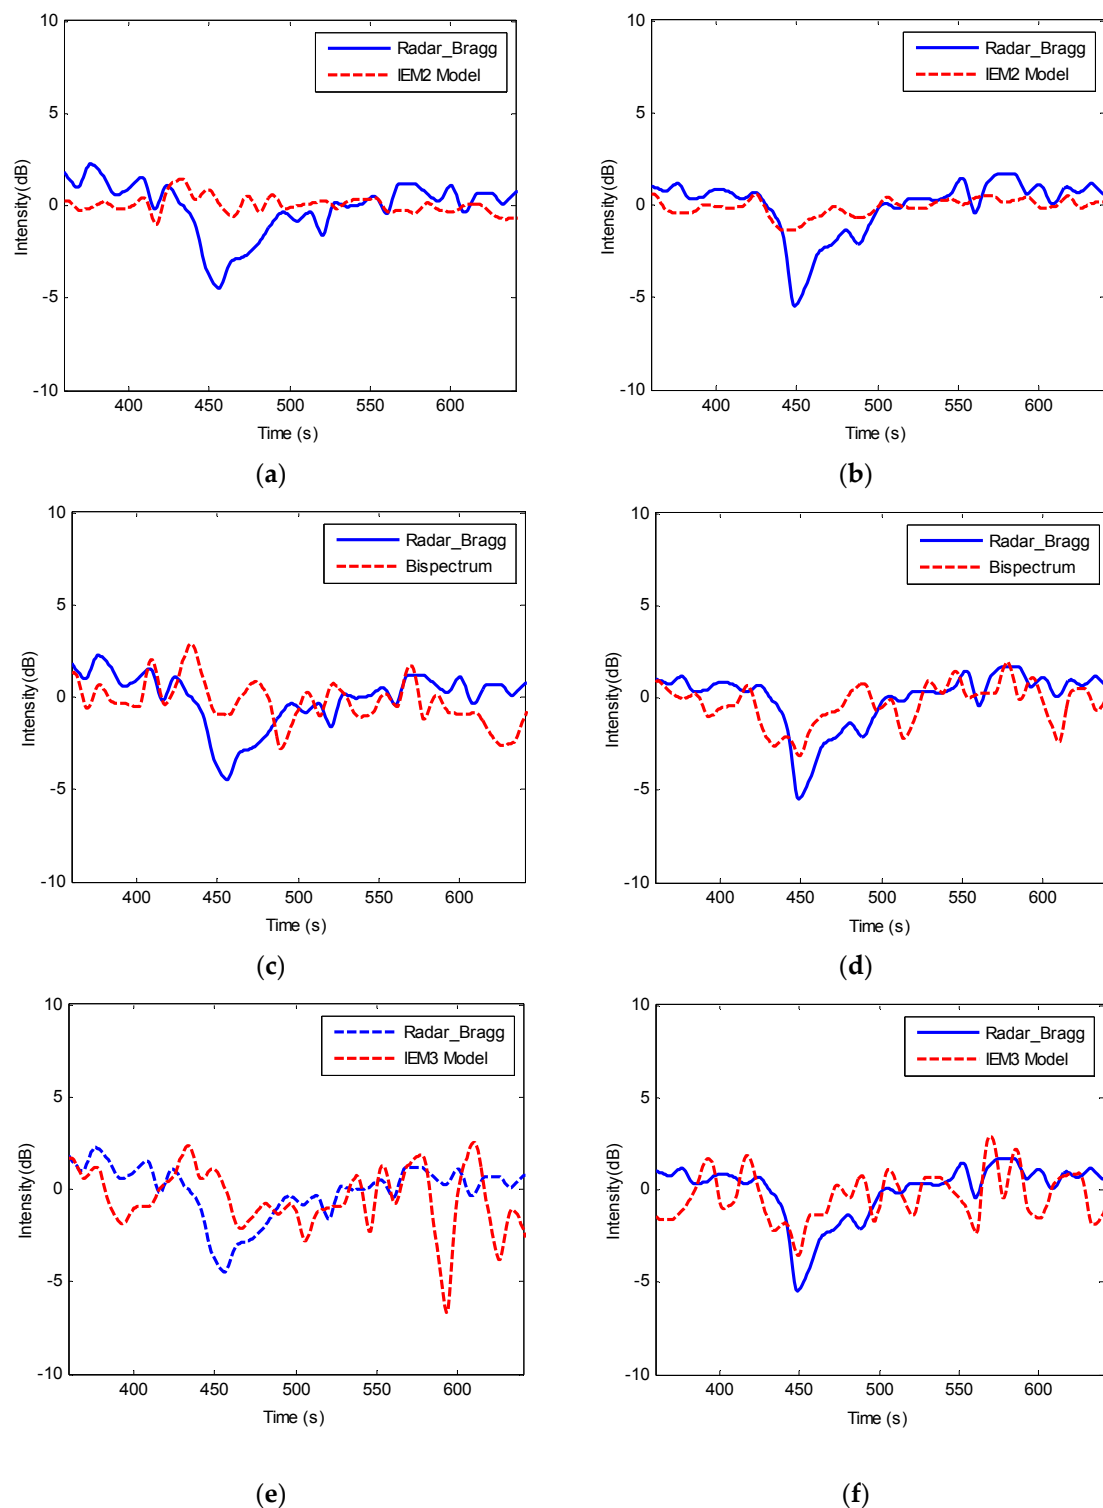 10
5
0
-5
-10
Intensity(dB)
Radar_Bragg
IEM2 Model
400 450 500 550 600
Time (s)
(a)
10
5
0
-5
-10
Intensity(dB)
Radar_Bragg
IEM2 Model
400 450 500 550 600
Time (s)
(b)
10
5
0
-5
-10
Intensity(dB)
Radar_Bragg
Bispectrum
400 450 500 550 600
Time (s)
(c)
10
5
0
-5
-10
Intensity(dB)
Radar_Bragg
Bispectrum
400 450 500 550 600
Time (s)
(d)
10
5
0
-5
-10
Intensity(dB)
Radar_Bragg
IEM3 Model
400 450 500 550 600
Time (s)
(e)
10
5
0
-5
-10
Intensity(dB)
Radar_Bragg
IEM3 Model
400 450 500 550 600
Time (s)
(f)